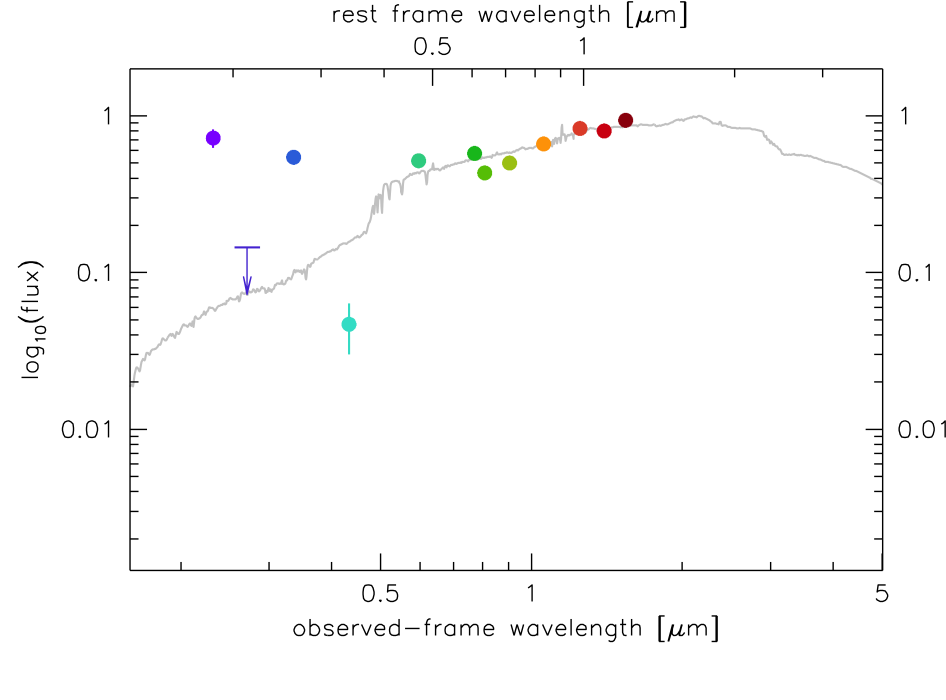 rest frame wavelength [μm]
0.5 1
1 1
0.1 0.1
0.01 0.01
log10(flux)
0.5 1 5
observed-frame wavelength [μm]